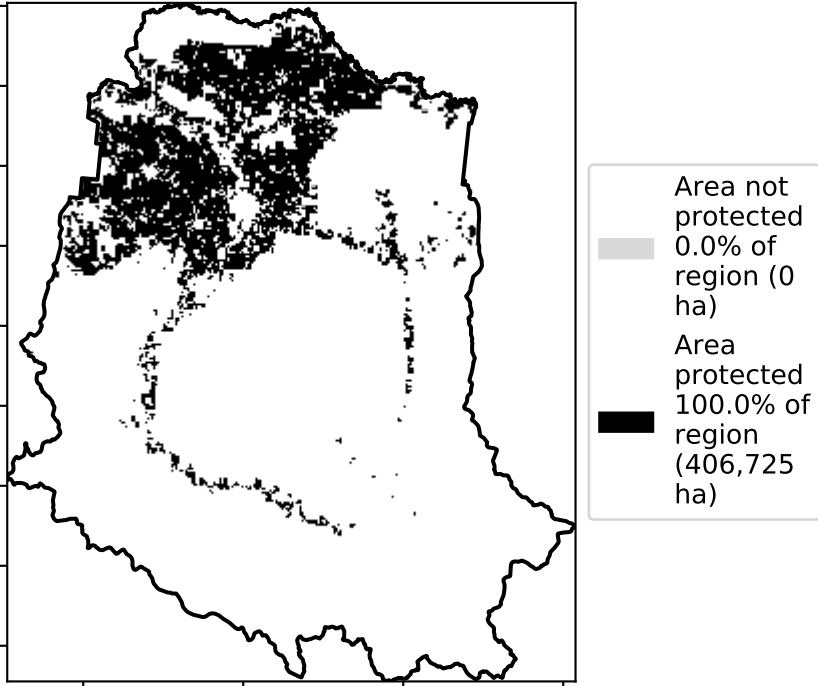 Area not
protected
0.0% of
region (0
ha)
Area
protected
100.0% of
region
(406,725
ha)